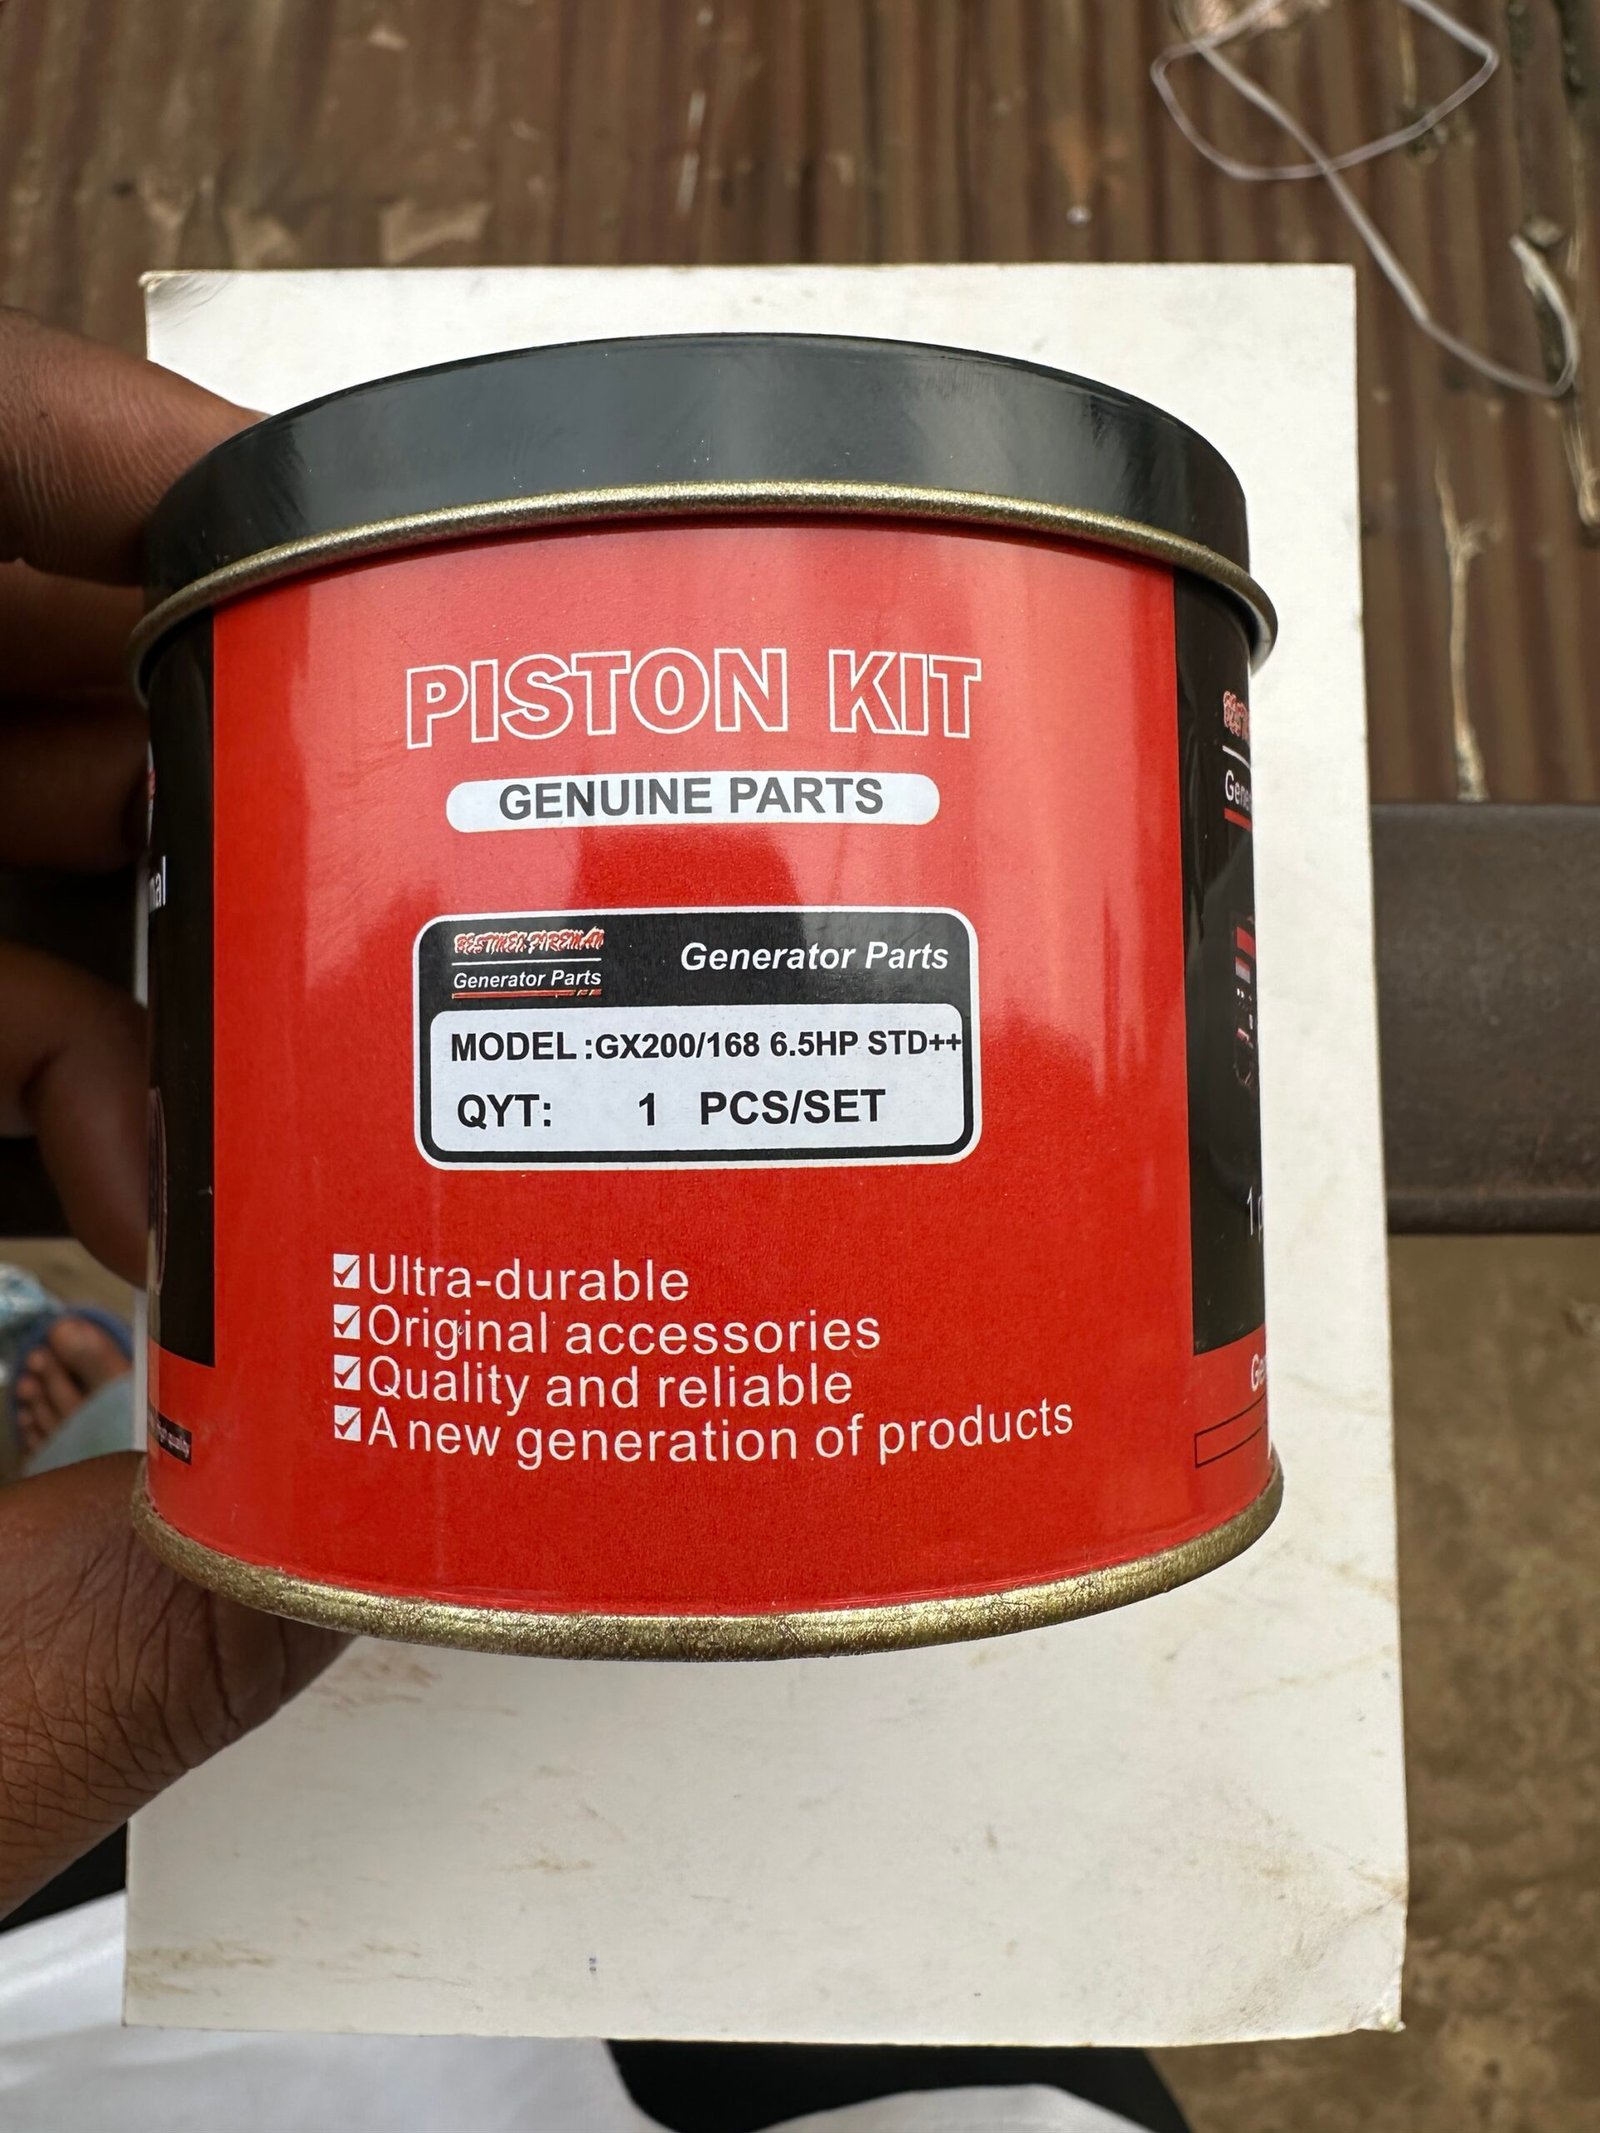 PISTON KIT
GENUINE PARTS
Generator Parts
Generator Parts
MODEL :GX200/168 6.5HP STD++
QYT: 1 PCS/SET
Ultra-durable
Original accessories
Quality and reliable
A new generation of products